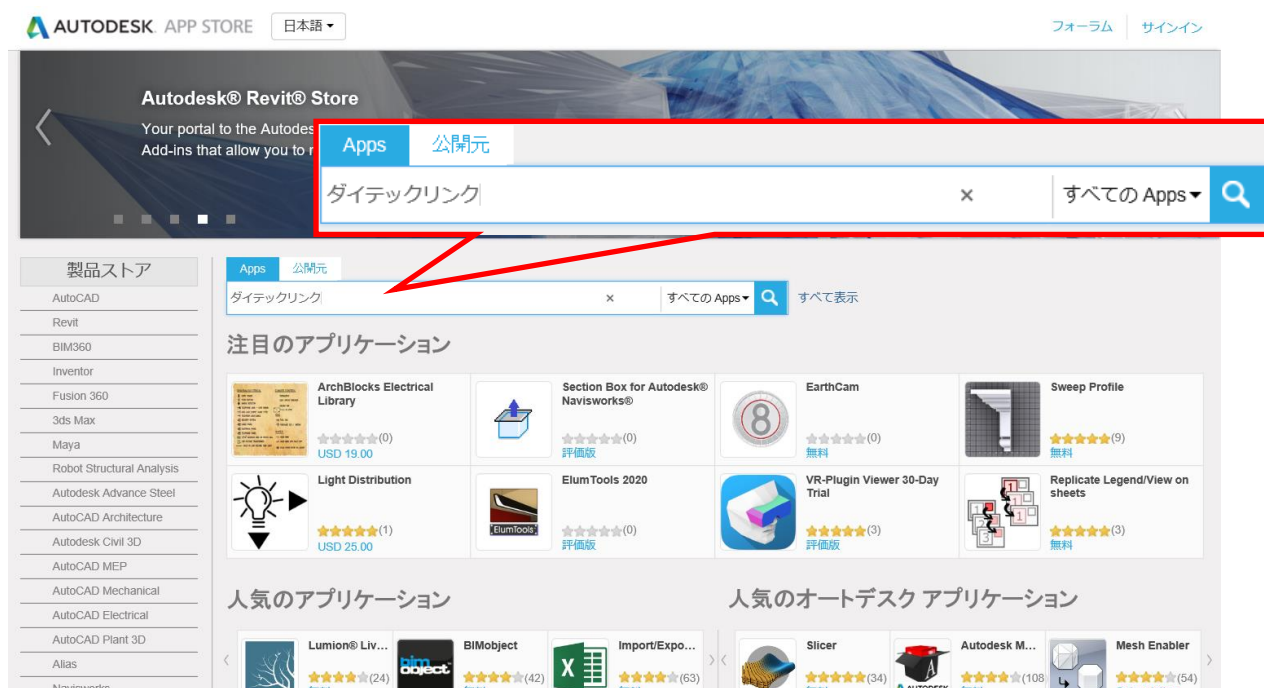 AUTODESK APP STORE
日本語
フォーラム
サインイン
Autodesk® Revit® Store
Your portal to the Autodes
Add-ins that allow you to r
Apps
公開元
ダイテックリンク
×
すべての Apps
製品ストア
AutoCAD
Revit
BIM360
Inventor
Fusion 360
3ds Max
Maya
Robot Structural Analysis
Autodesk Advance Steel
AutoCAD Architecture
Autodesk Civil 3D
AutoCAD MEP
AutoCAD Mechanical
AutoCAD Electrical
AutoCAD Plant 3D
Alias
Navisworks
Apps
公開元
ダイテックリンク
×
すべての Apps
すべて表示
注目のアプリケーション
ArchBlocks Electrical
Library
(0)
USD 19.00
Section Box for Autodesk®
Navisworks®
(0)
評価版
8
EarthCam
(0)
無料
Sweep Profile
(9)
無料
Light Distribution
(1)
USD 25.00
ElumTools
ElumTools 2020
(0)
評価版
VR-Plugin Viewer 30-Day
Trial
(3)
評価版
Replicate Legend/View on
sheets
(3)
無料
人気のアプリケーション
Lumion® Liv...
(24)
bim
object
BIMobject
(42)
X
Import/Expo...
(63)
人気のオートデスク アプリケーション
Slicer
(34)
AUTODESK
Autodesk M...
(108
Mesh Enabler
(54)